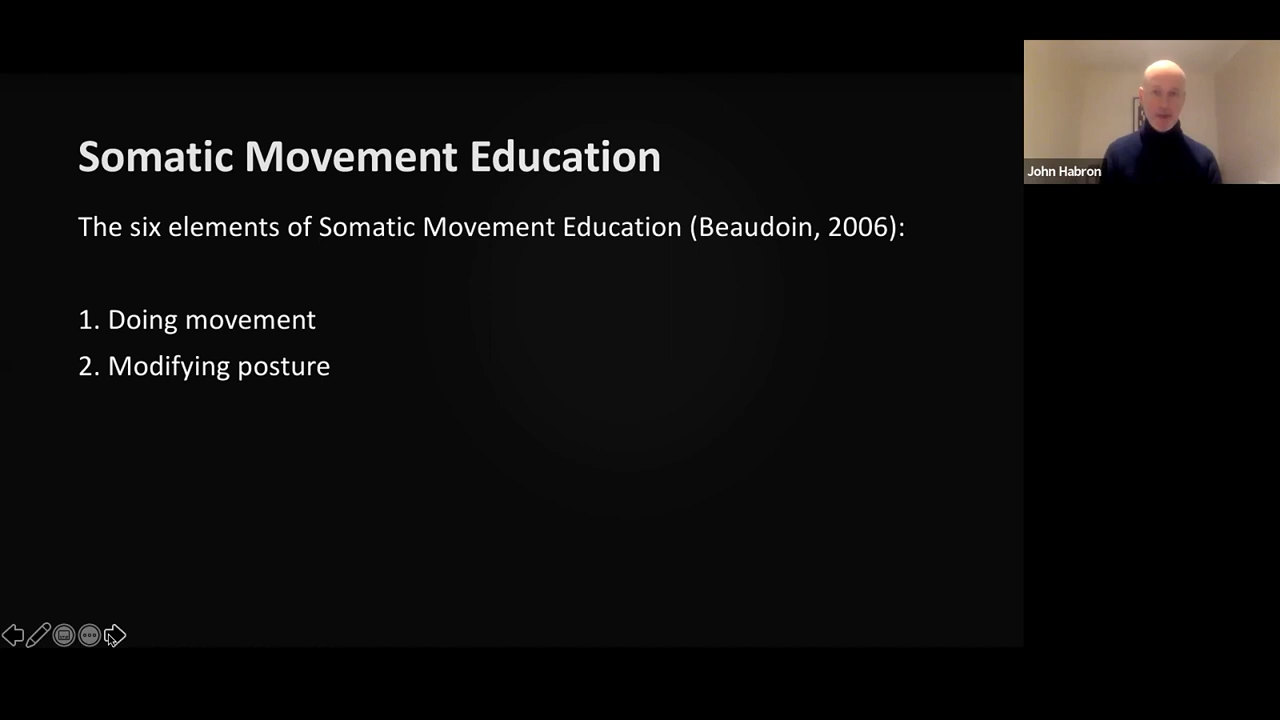 Somatic Movement Education
The six elements of Somatic Movement Education (Beaudoin, 2006):
1. Doing movement
2. Modifying posture
John Habron